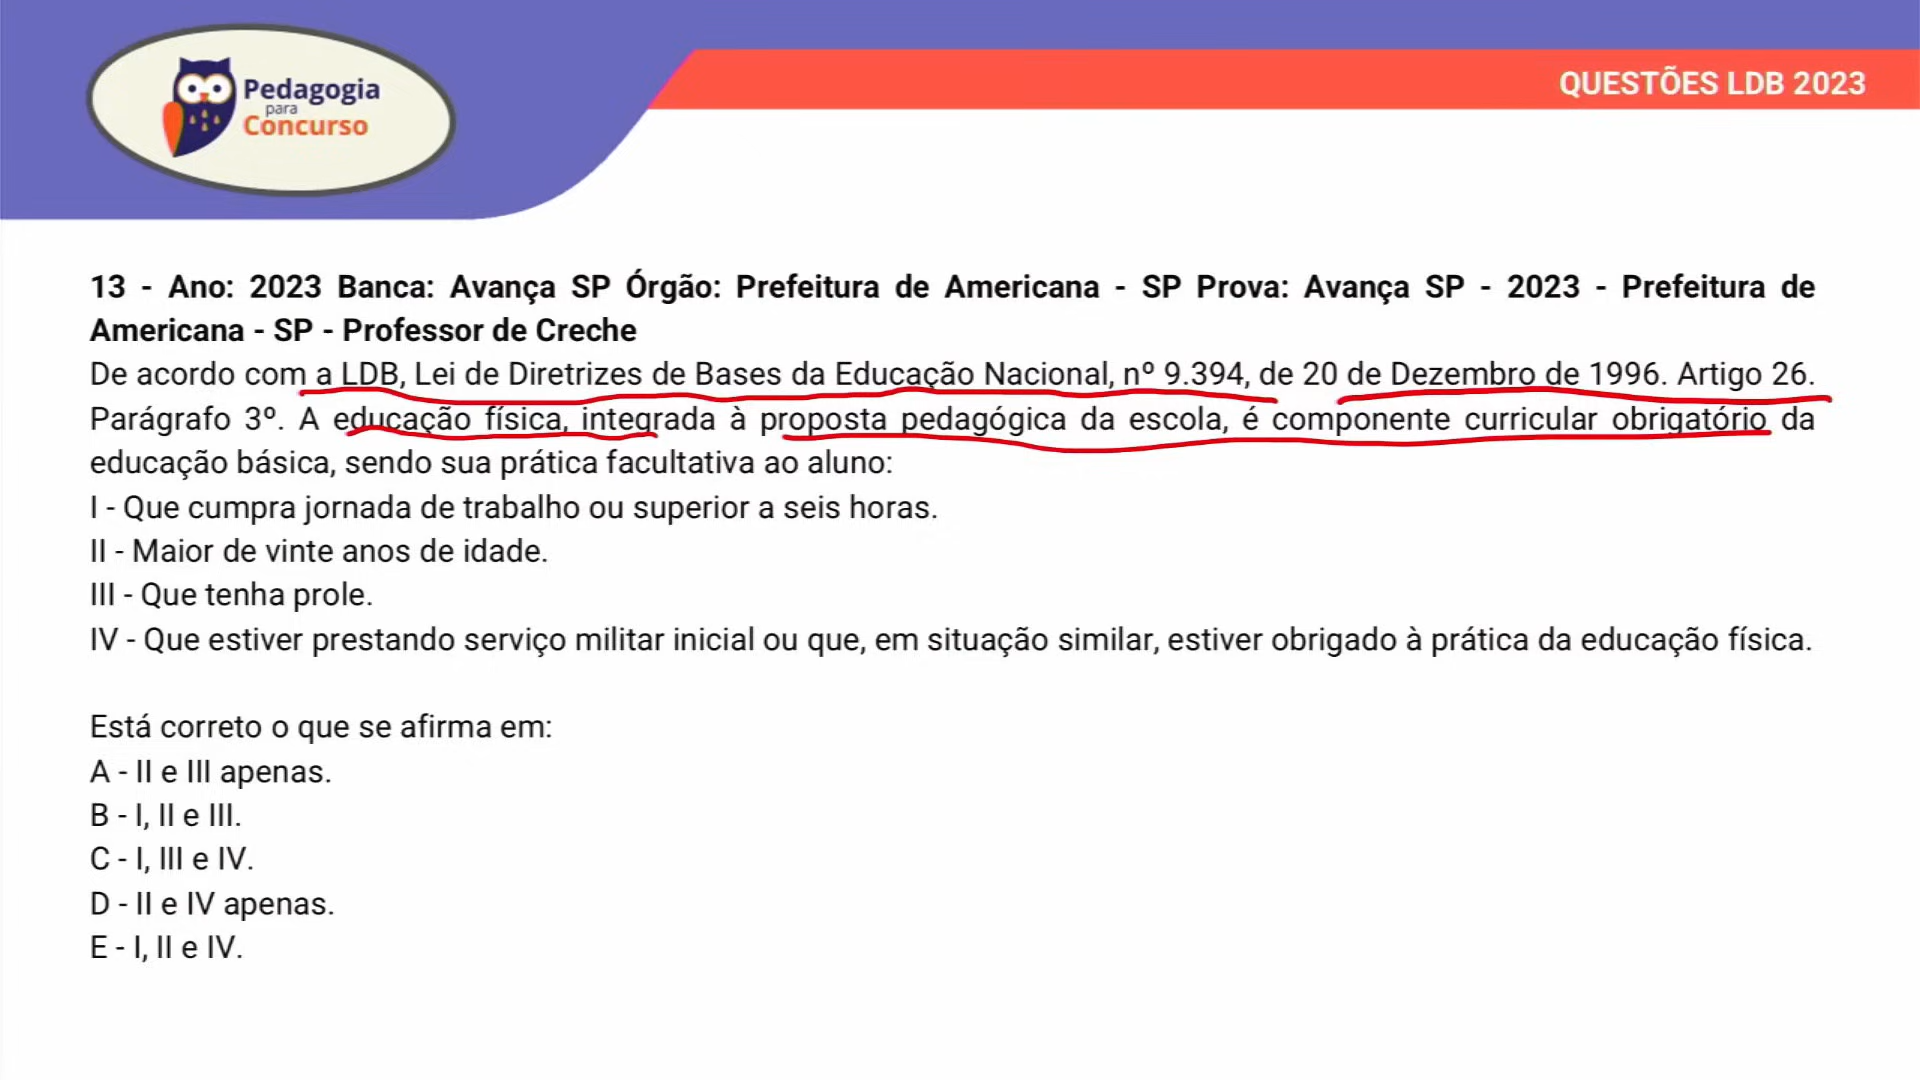 Pedagogia
para
Concurso
QUESTÕES LDB 2023
13 - Ano: 2023 Banca: Avança SP Órgão: Prefeitura de Americana - SP Prova: Avança SP - 2023 - Prefeitura de
Americana - SP - Professor de Creche
De acordo com a LDB, Lei de Diretrizes de Bases da Educação Nacional, nº 9.394, de 20 de Dezembro de 1996. Artigo 26.
Parágrafo 3º. A educação física, integrada à proposta pedagógica da escola, é componente curricular obrigatório da
educação básica, sendo sua prática facultativa ao aluno:
I - Que cumpra jornada de trabalho ou superior a seis horas.
II - Maior de vinte anos de idade.
III - Que tenha prole.
IV - Que estiver prestando serviço militar inicial ou que, em situação similar, estiver obrigado à prática da educação física.
Está correto o que se afirma em:
A - II e III apenas.
B - I, II e III.
C - I, III e IV.
D - II e IV apenas.
E - I, II e IV.